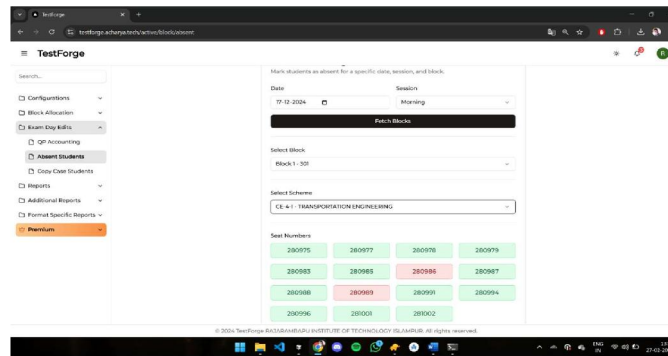 TestForge
testforge.acharya.tech/active/block/absent
TestForge
Search...
Configurations
Block Allocation
Exam Day Edits
QP Accounting
Absent Students
Copy Case Students
Reports
Additional Reports
Format Specific Reports
Premium
Mark students as absent for a specific date, session, and block.
Date Session
17-12-2024 Morning
Fetch Blocks
Select Block
Block 1 - 301
Select Scheme
CE-4-1 - TRANSPORTATION ENGINEERING
Seat Numbers
280975 280977 280978 280979
280983 280985 280986 280987
280988 280989 280991 280994
280996 281001 281002
© 2024 TestForge RAJARAMBAPU INSTITUTE OF TECHNOLOGY ISLAMPUR. All rights reserved.
ENG
IN